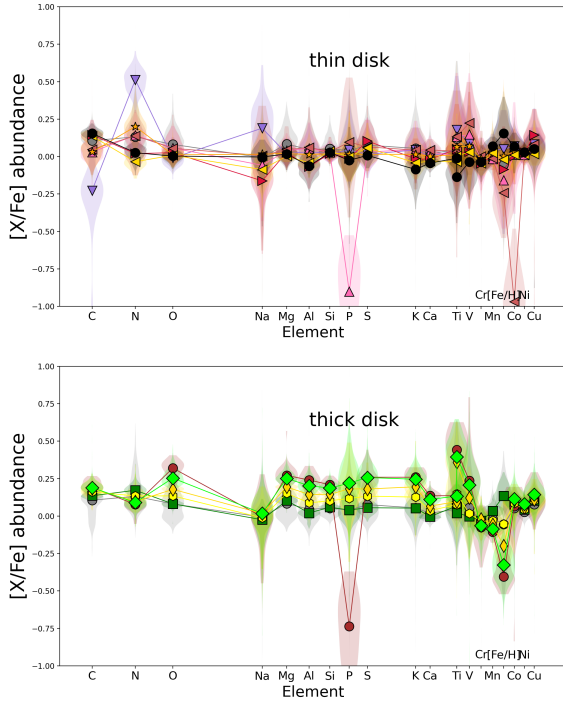 1.00
0.75
0.50
0.25
0.00
−0.25
−0.50
−0.75
−1.00
[X/Fe] abundance
thin disk
Cr[Fe/H]Ni
C N O Na Mg Al Si P S K Ca Ti V Mn Co Cu
Element
1.00
0.75
0.50
0.25
0.00
−0.25
−0.50
−0.75
−1.00
[X/Fe] abundance
thick disk
Cr[Fe/H]Ni
C N O Na Mg Al Si P S K Ca Ti V Mn Co Cu
Element